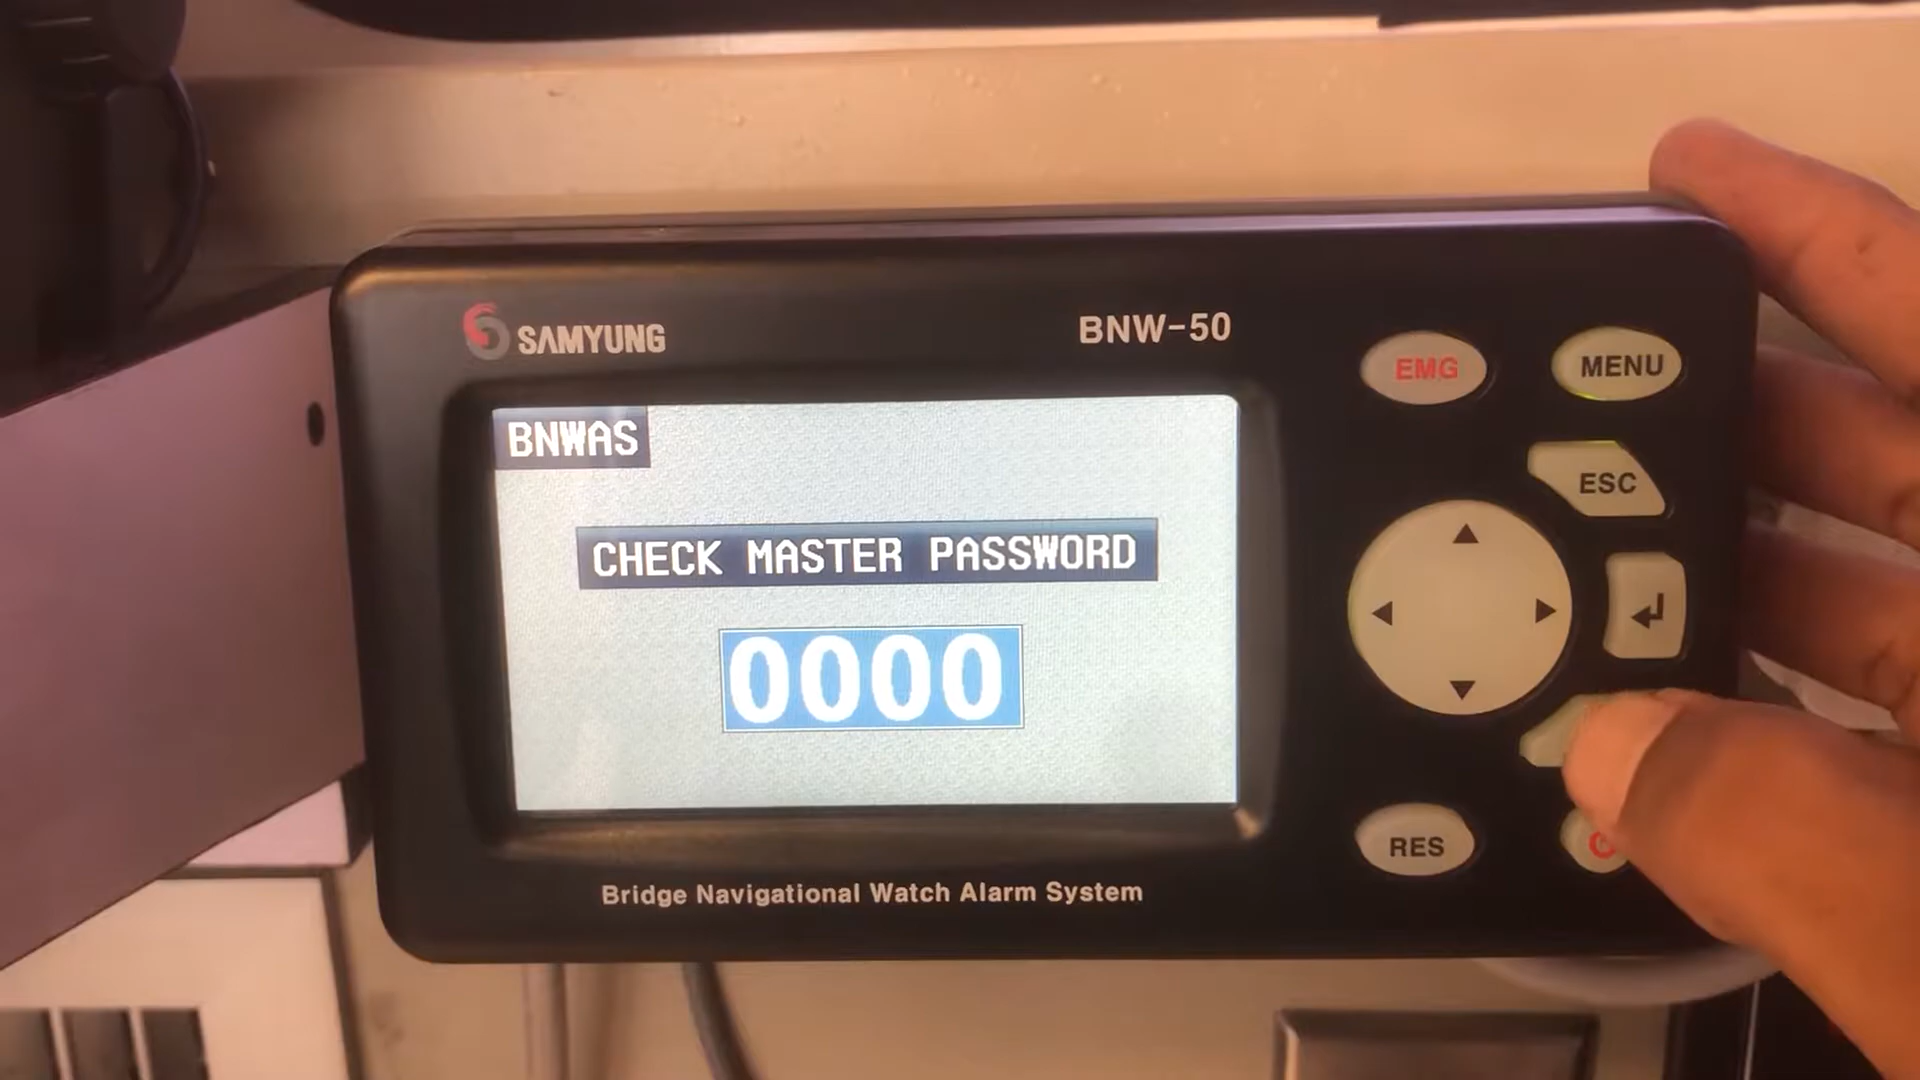 SAMYUNG
BNW-50
EMG
MENU
BNWAS
ESC
CHECK MASTER PASSWORD
0000
RES
Bridge Navigational Watch Alarm System